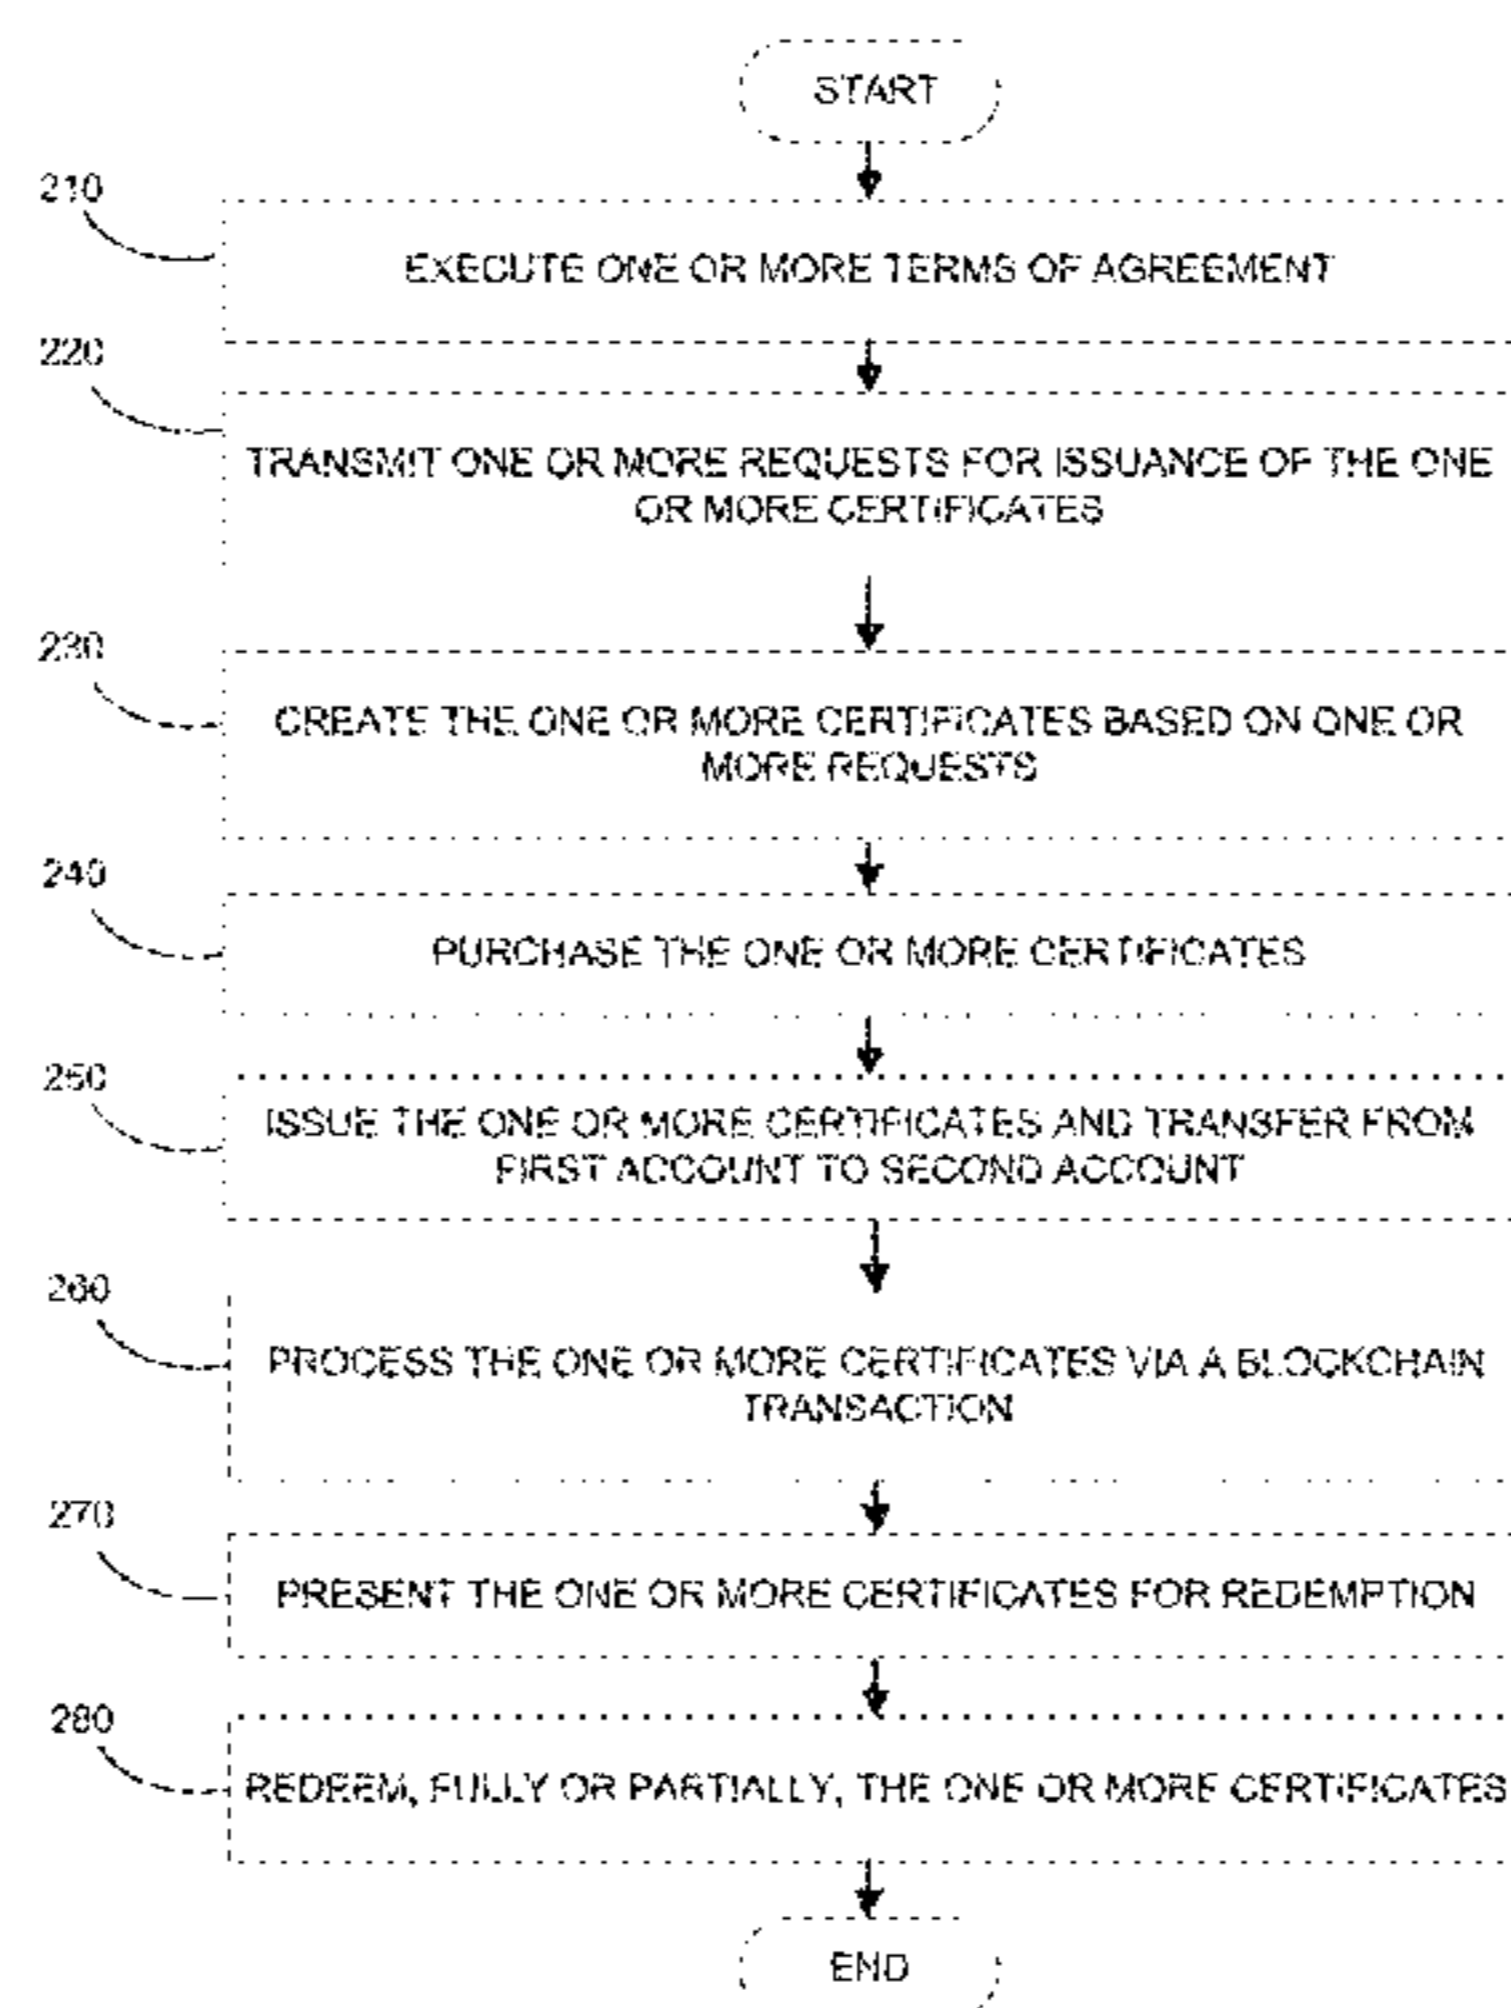 START
210
EXECUTE ONE OR MORE TERMS OF AGREEMENT
220
TRANSMIT ONE OR MORE REQUESTS FOR ISSUANCE OF THE ONE
OR MORE CERTIFICATES
230
CREATE THE ONE OR MORE CERTIFICATES BASED ON ONE OR
MORE REQUESTS
240
PURCHASE THE ONE OR MORE CERTIFICATES
250
ISSUE THE ONE OR MORE CERTIFICATES AND TRANSFER FROM
FIRST ACCOUNT TO SECOND ACCOUNT
260
PROCESS THE ONE OR MORE CERTIFICATES VIA A BLOCKCHAIN
TRANSACTION
270
PRESENT THE ONE OR MORE CERTIFICATES FOR REDEMPTION
280
REDEEM, FULLY OR PARTIALLY, THE ONE OR MORE CERTIFICATES
END